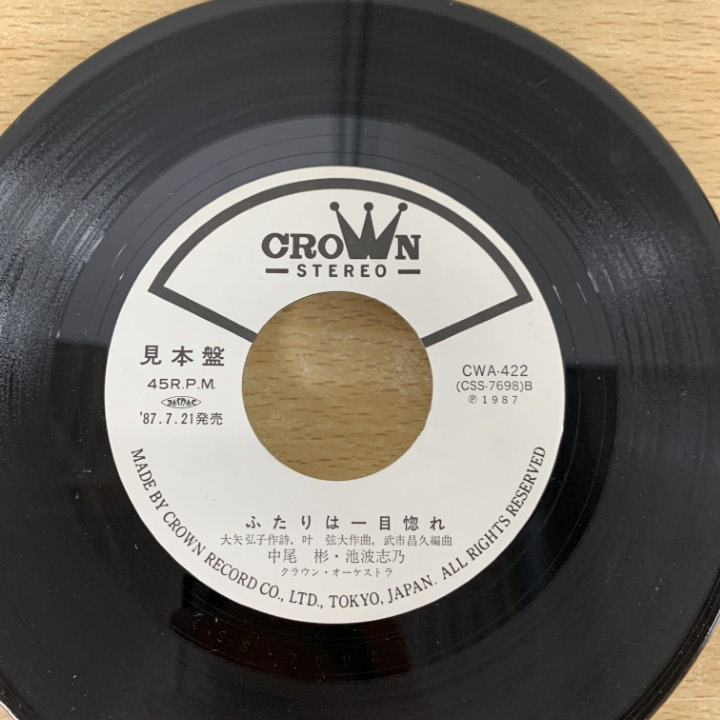 CROWN
STEREO
見本盤
45R.P.M.
'87.7.21発売
CWA-422
(CSS-7698)B
Ⓟ1987
ふたりは一目惚れ
大矢弘子作詩, 叶 弦大作曲, 武市昌久編曲
中尾 彬・池波志乃
クラウン・オーケストラ
MADE BY CROWN RECORD CO., LTD., TOKYO, JAPAN. ALL RIGHTS RESERVED